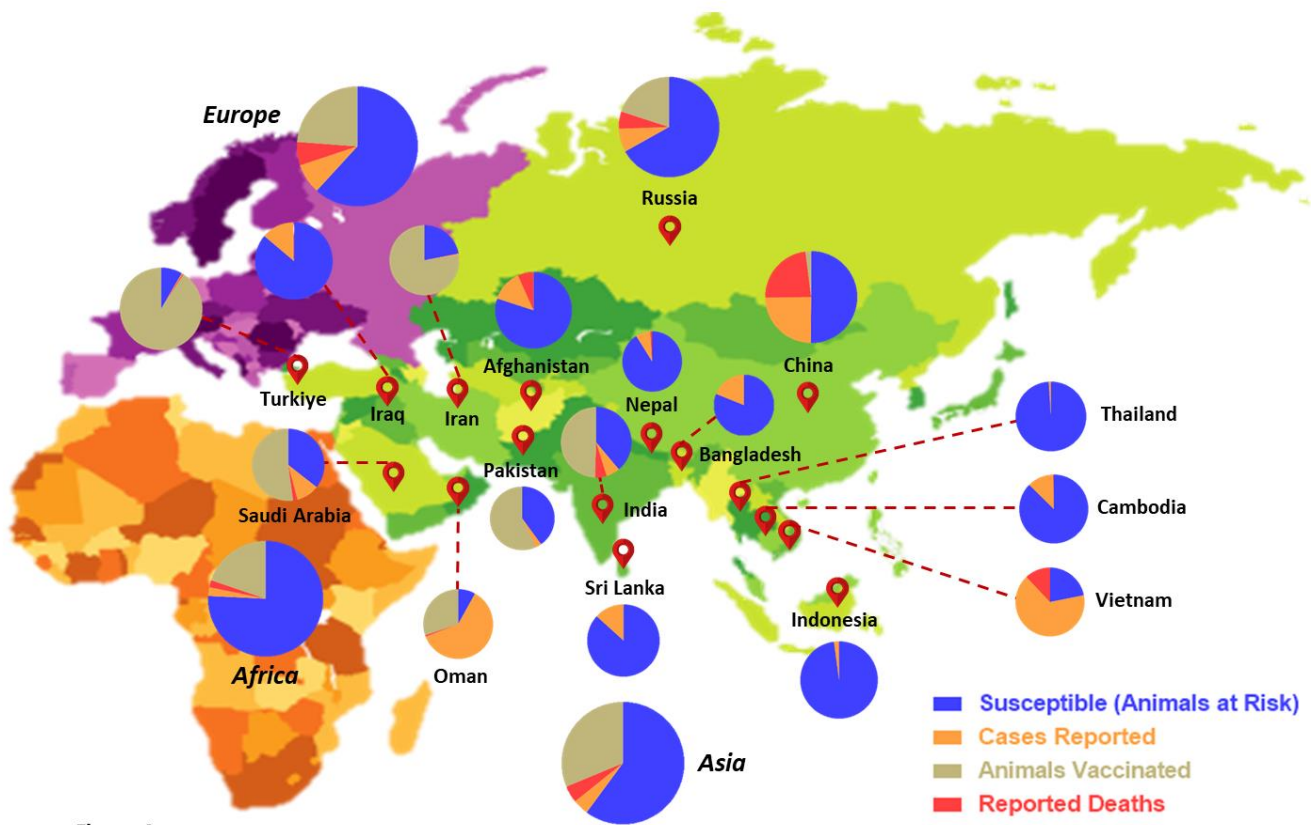 Europe
Russia
Afghanistan
China
Nepal
Turkiye
Iraq
Iran
Thailand
Bangladesh
Pakistan
Saudi Arabia
India
Cambodia
Sri Lanka
Vietnam
Indonesia
Africa
Oman
Susceptible (Animals at Risk)
Cases Reported
Asia
Animals Vaccinated
Reported Deaths